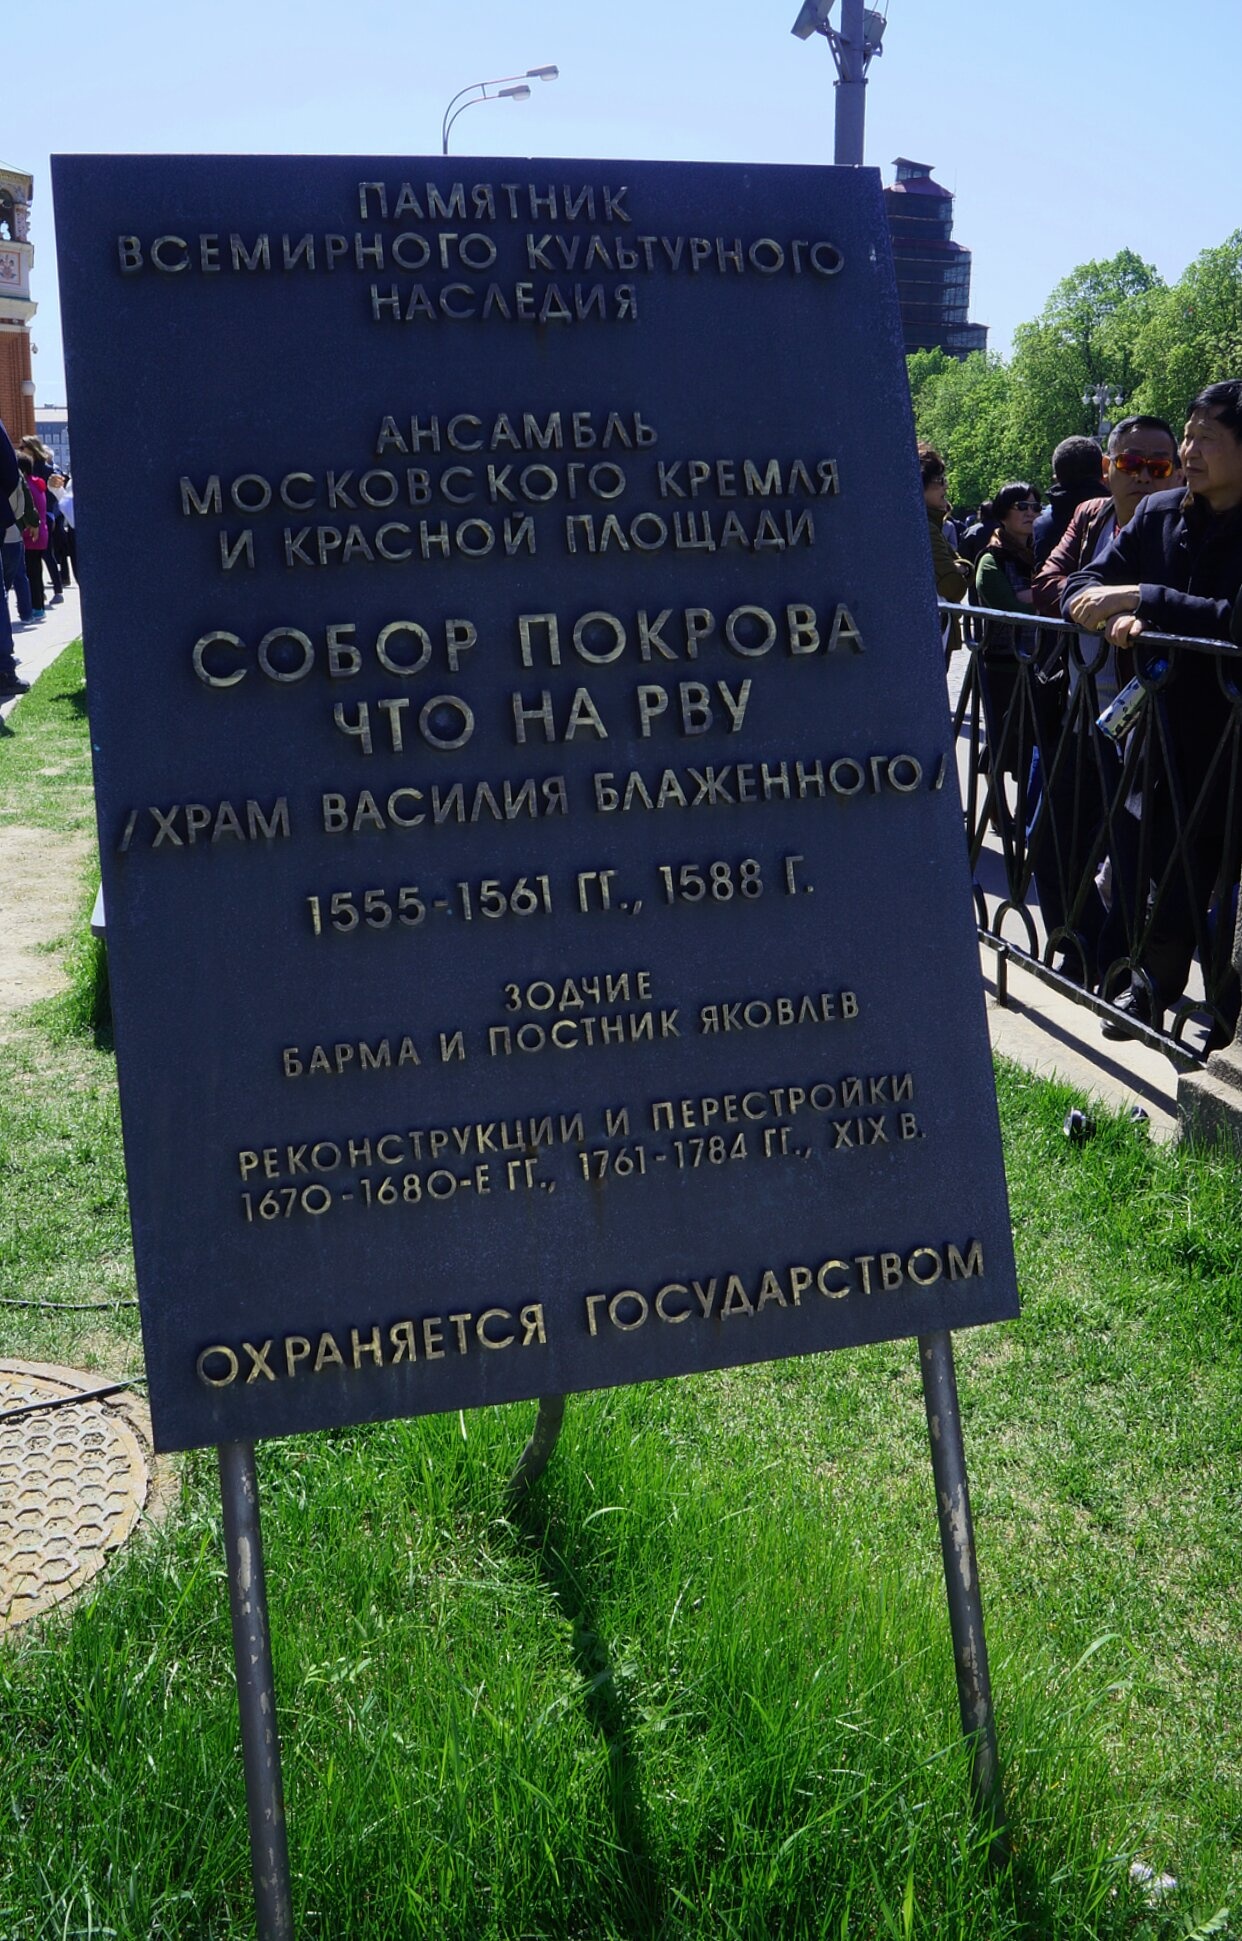 ПАМЯТНИК
ВСЕМИРНОГО КУЛЬТУРНОГО
НАСЛЕДИЯ
АНСАМБЛЬ
МОСКОВСКОГО КРЕМЛЯ
И КРАСНОЙ ПЛОЩАДИ
СОБОР ПОКРОВА
ЧТО НА РВУ
/ХРАМ ВАСИЛИЯ БЛАЖЕННОГО/
1555-1561 ГГ., 1588 Г.
ЗОДЧИЕ
БАРМА И ПОСТНИК ЯКОВЛЕВ
РЕКОНСТРУКЦИИ И ПЕРЕСТРОЙКИ
1670-1680-Е ГГ., 1761-1784 ГГ., XIX В.
ОХРАНЯЕТСЯ ГОСУДАРСТВОМ